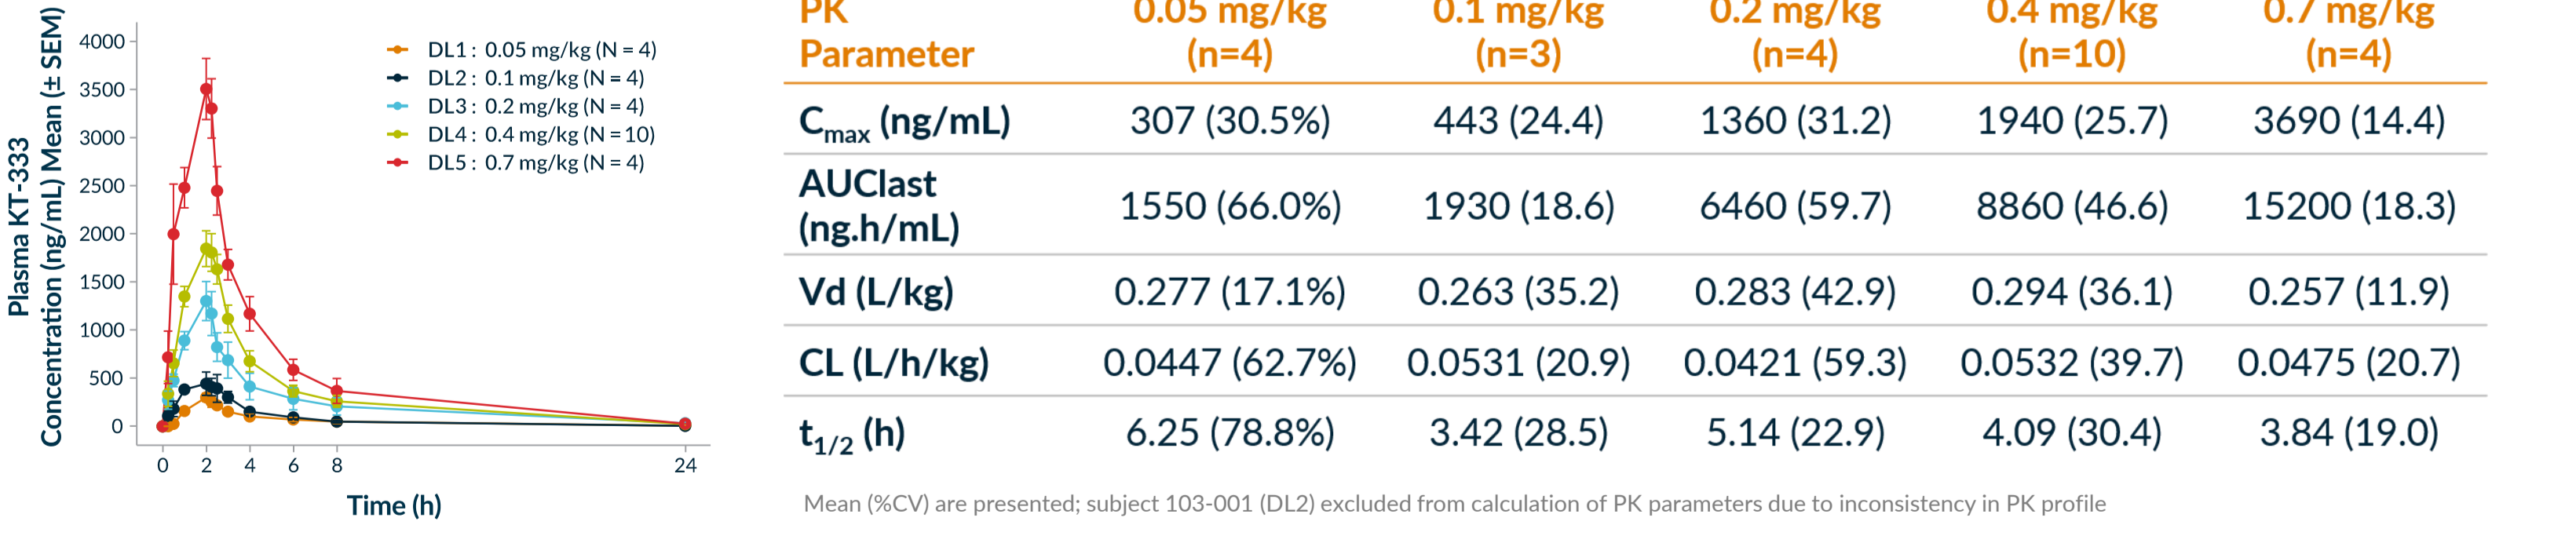 Plasma KT-333
Concentration (ng/mL) Mean (± SEM)
4000
3500
3000
2500
2000
1500
1000
500
0
0 2 4 6 8 24
Time (h)
DL1 : 0.05 mg/kg (N = 4)
DL2 : 0.1 mg/kg (N = 4)
DL3 : 0.2 mg/kg (N = 4)
DL4 : 0.4 mg/kg (N =10)
DL5 : 0.7 mg/kg (N = 4)
PK 0.05 mg/kg 0.1 mg/kg 0.2 mg/kg 0.4 mg/kg 0.7 mg/kg
Parameter (n=4) (n=3) (n=4) (n=10) (n=4)
Cmax (ng/mL) 307 (30.5%) 443 (24.4) 1360 (31.2) 1940 (25.7) 3690 (14.4)
AUClast
(ng.h/mL) 1550 (66.0%) 1930 (18.6) 6460 (59.7) 8860 (46.6) 15200 (18.3)
Vd (L/kg) 0.277 (17.1%) 0.263 (35.2) 0.283 (42.9) 0.294 (36.1) 0.257 (11.9)
CL (L/h/kg) 0.0447 (62.7%) 0.0531 (20.9) 0.0421 (59.3) 0.0532 (39.7) 0.0475 (20.7)
t1/2 (h) 6.25 (78.8%) 3.42 (28.5) 5.14 (22.9) 4.09 (30.4) 3.84 (19.0)
Mean (%CV) are presented; subject 103-001 (DL2) excluded from calculation of PK parameters due to inconsistency in PK profile